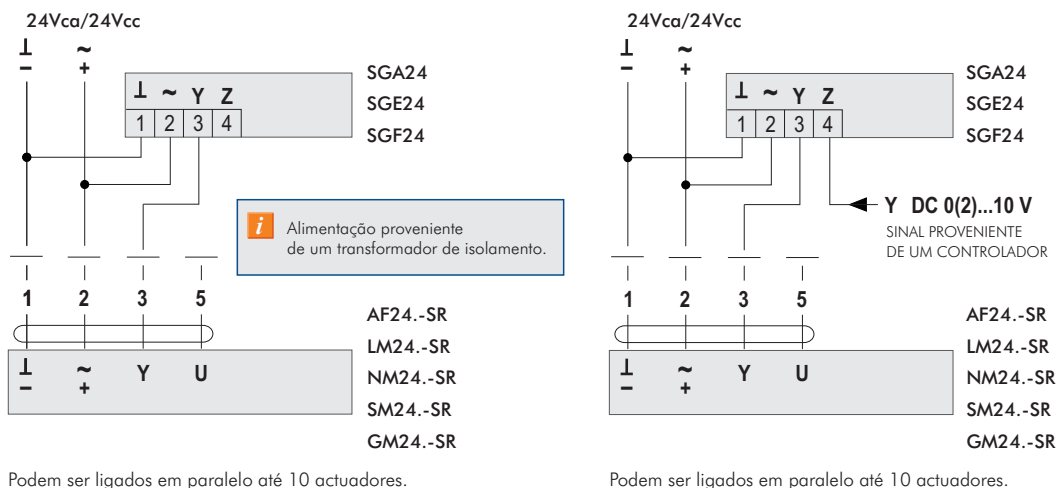 24Vca/24Vcc
⊥ ~
− +
SGA24
⊥ ~ Y Z
SGE24
1 2 3 4
SGF24
i Alimentação proveniente
de um transformador de isolamento.
1 2 3 5
AF24.-SR
LM24.-SR
⊥ ~ Y U
− +
NM24.-SR
SM24.-SR
GM24.-SR
Podem ser ligados em paralelo até 10 actuadores.
24Vca/24Vcc
⊥ ~
− +
SGA24
⊥ ~ Y Z
SGE24
1 2 3 4
SGF24
Y DC 0(2)...10 V
SINAL PROVENIENTE
DE UM CONTROLADOR
1 2 3 5
AF24.-SR
LM24.-SR
⊥ ~ Y U
− +
NM24.-SR
SM24.-SR
GM24.-SR
Podem ser ligados em paralelo até 10 actuadores.